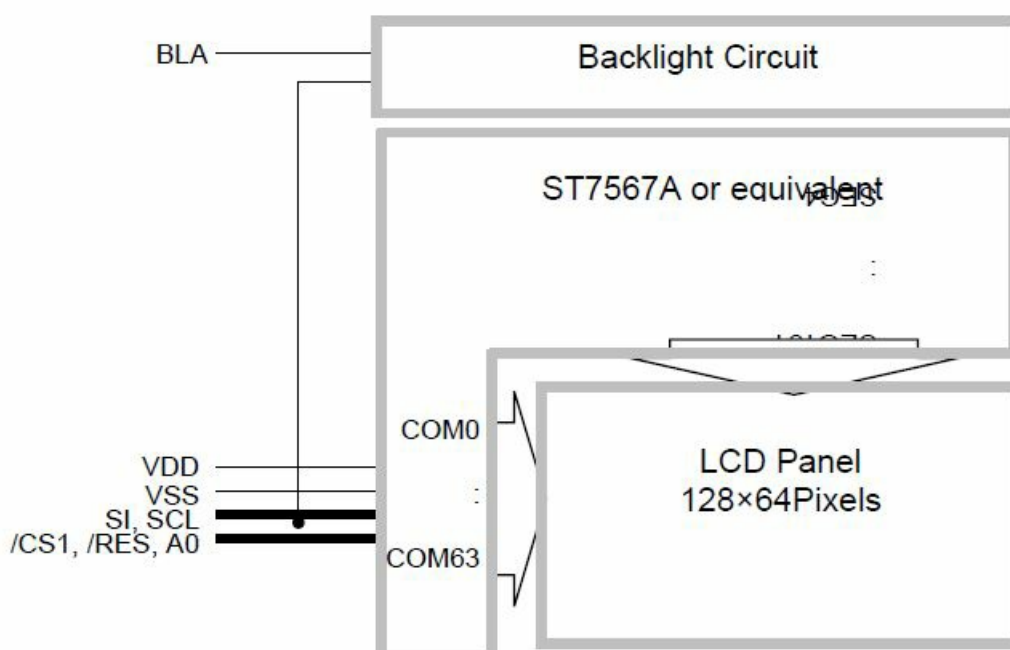 BLA
Backlight Circuit
ST7567A or equivalent
COM0
LCD Panel
128×64Pixels
VDD
VSS
SI, SCL
/CS1, /RES, A0
COM63